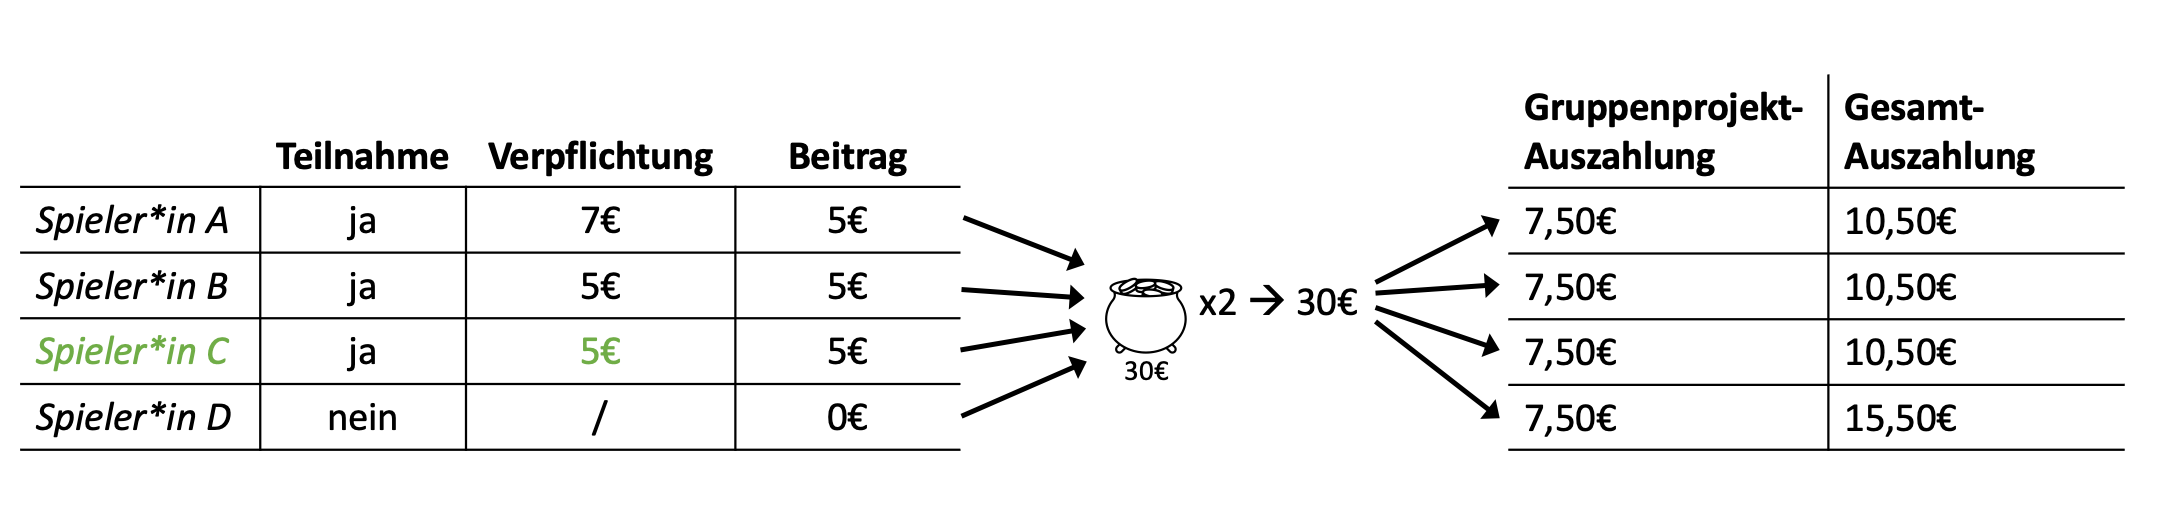 Teilnahme Verpflichtung Beitrag
Spieler*in A ja 7€ 5€
Spieler*in B ja 5€ 5€
Spieler*in C ja 5€ 5€
Spieler*in D nein / 0€
30€
x2 → 30€
Gruppenprojekt- Gesamt-
Auszahlung Auszahlung
7,50€ 10,50€
7,50€ 10,50€
7,50€ 10,50€
7,50€ 15,50€